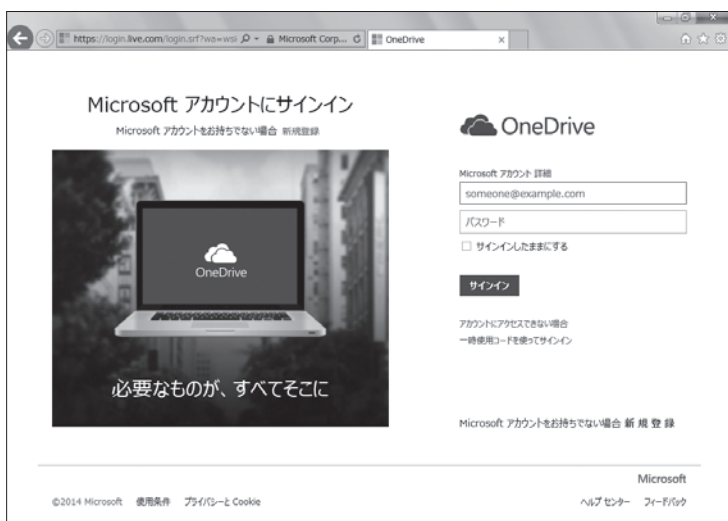 https://login.live.com/login.srf?wa=wsi
Microsoft Corp...
OneDrive
Microsoft アカウントにサインイン
Microsoft アカウントをお持ちでない場合 新規登録
OneDrive
必要なものが、すべてそこに
OneDrive
Microsoft アカウント 詳細
someone@example.com
パスワード
サインインしたままにする
サインイン
アカウントにアクセスできない場合
一時使用コードを使ってサインイン
Microsoft アカウントをお持ちでない場合 新 規 登 録
Microsoft
©2014 Microsoft 使用条件 プライバシーと Cookie
ヘルプ センター フィードバック